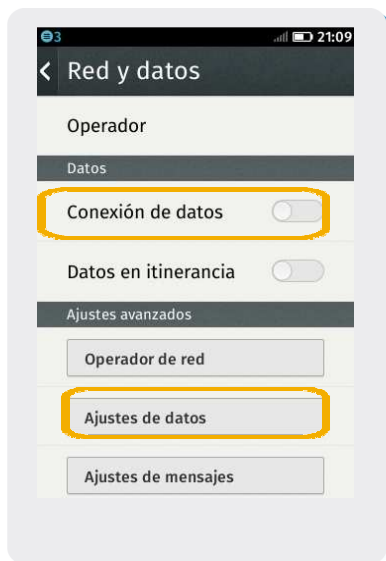 3 21:09
Red y datos
Operador
Datos
Conexión de datos
Datos en itinerancia
Ajustes avanzados
Operador de red
Ajustes de datos
Ajustes de mensajes